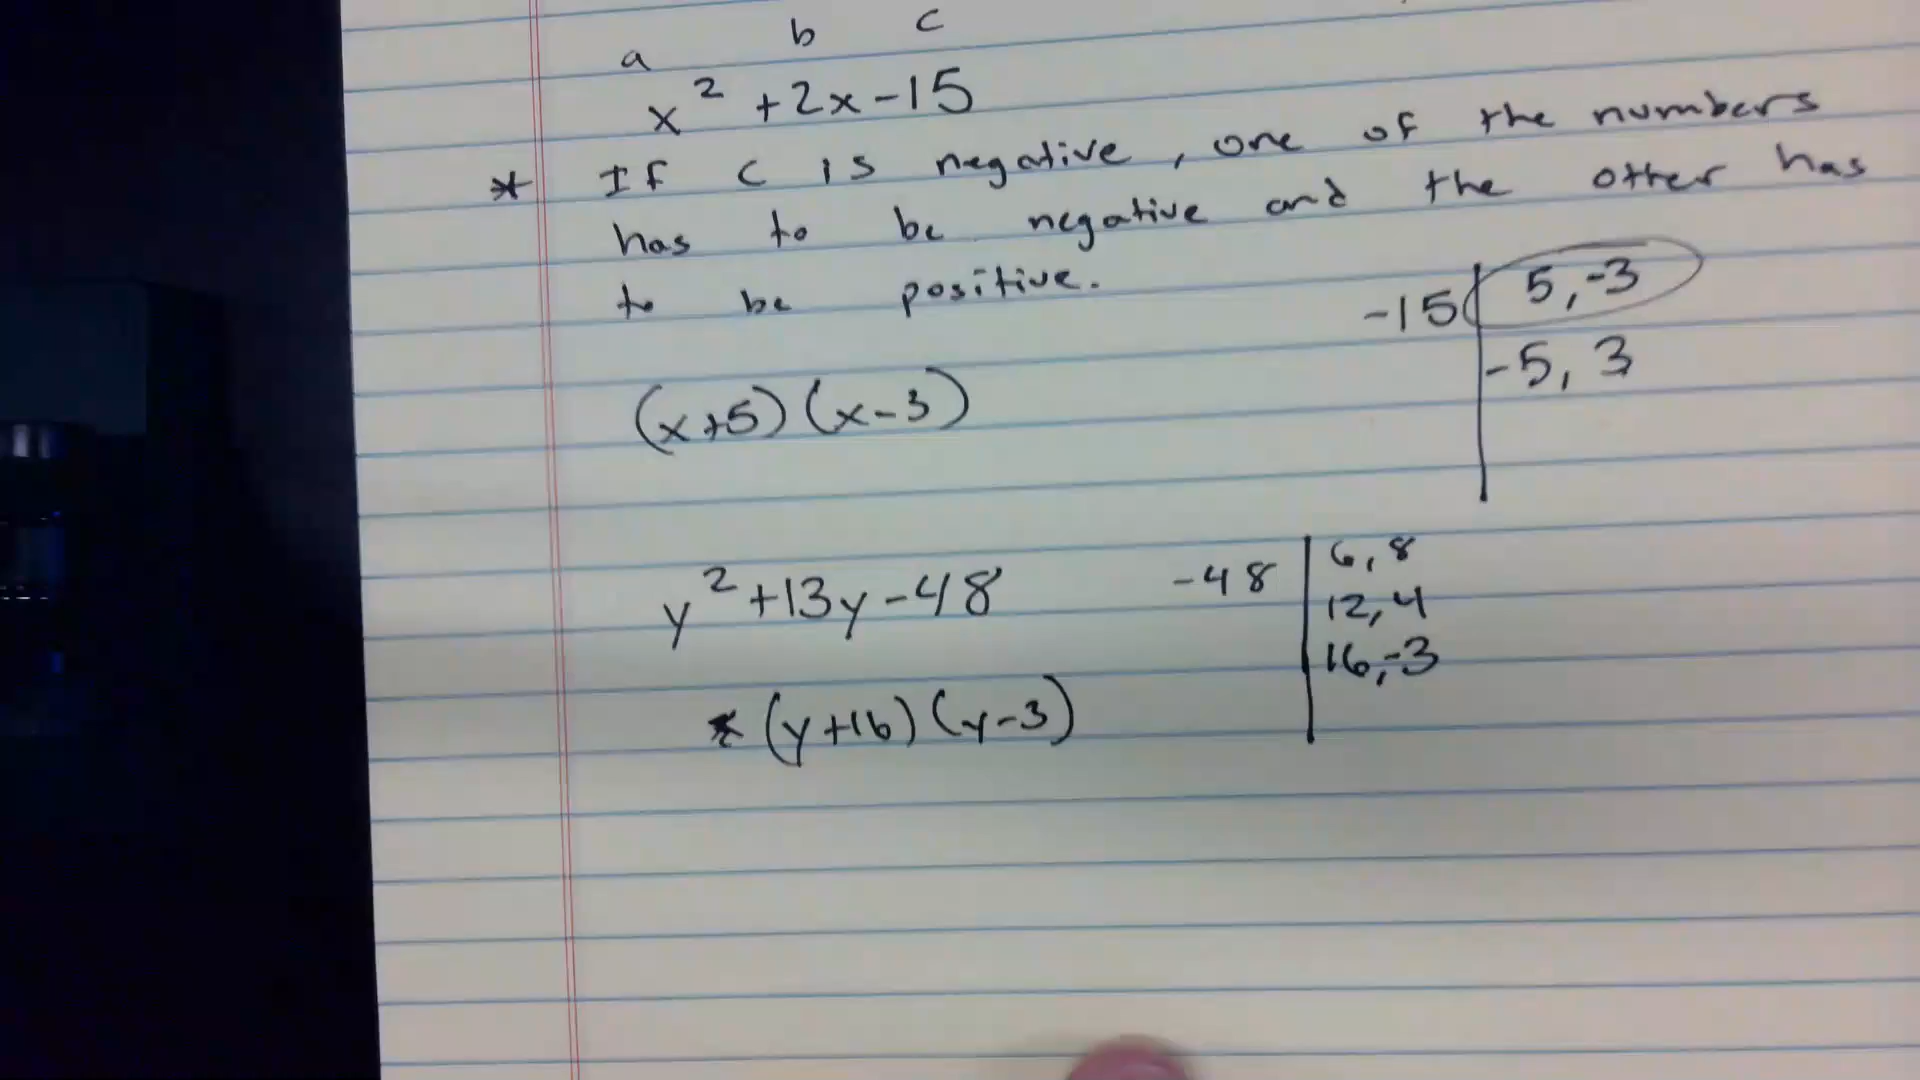 a b c
x² +2x-15
* If c is negative, one of the numbers
has to be negative and the other has
to be positive.
-15 | 5,-3
-5, 3
(x+5)(x-3)
y²+13y-48
-48 | 6,8
12,4
16,-3
* (y+16)(y-3)